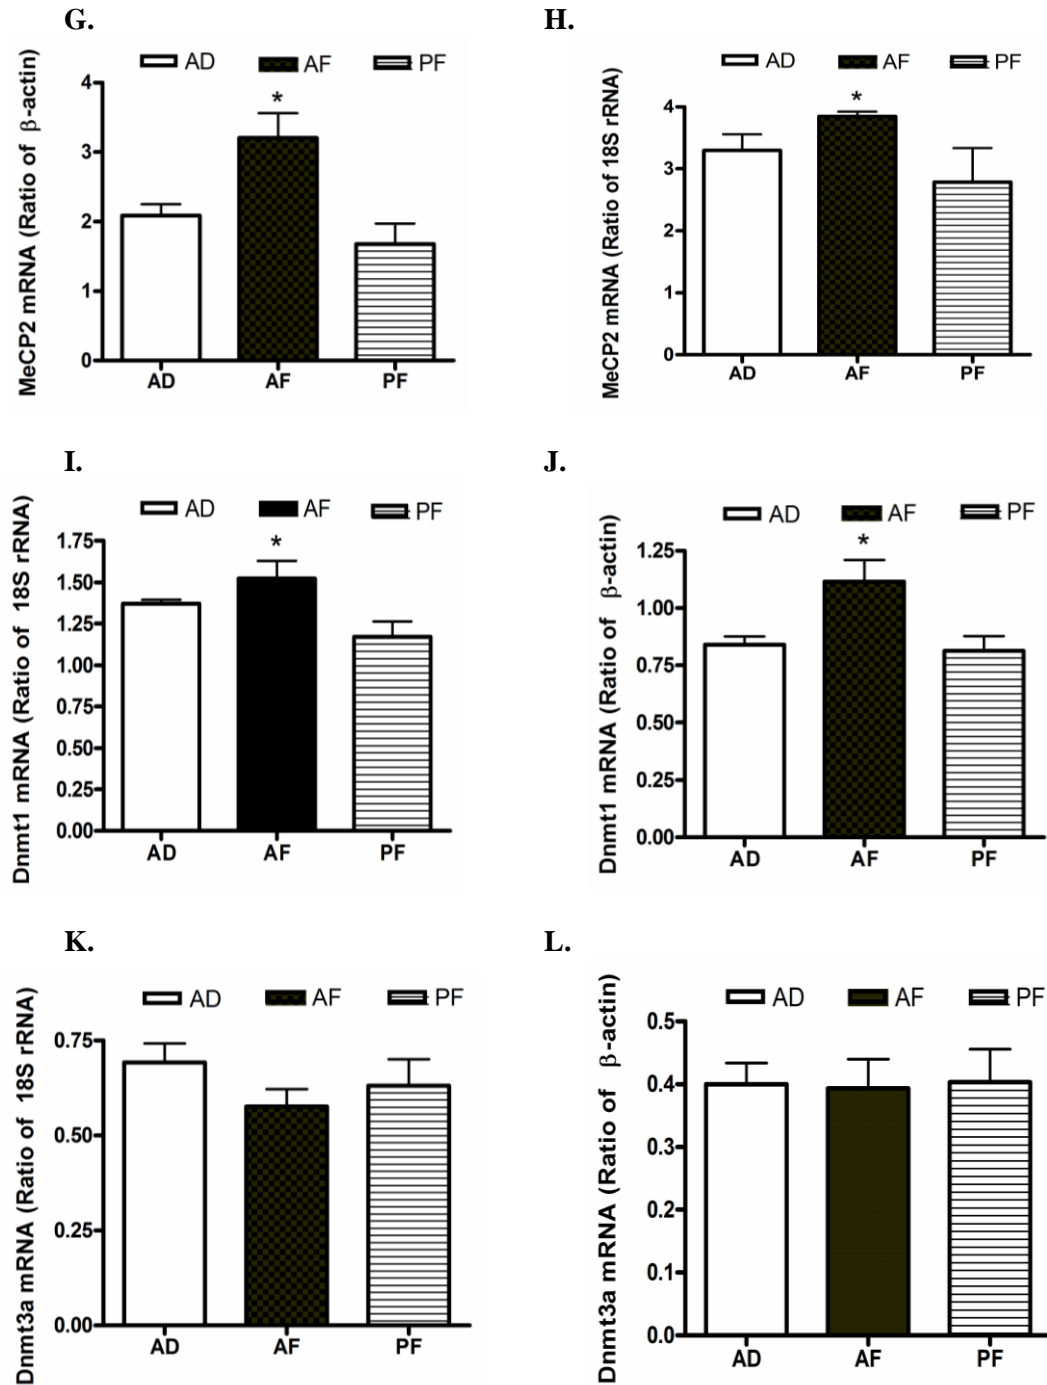 G.
AD AF PF
MeCP2 mRNA (Ratio of β-actin)
4
3
2
1
0
*
AD AF PF
H.
AD AF PF
MeCP2 mRNA (Ratio of 18S rRNA)
4
3
2
1
0
*
AD AF PF
I.
AD AF PF
Dnmt1 mRNA (Ratio of 18S rRNA)
1.75
1.50
1.25
1.00
0.75
0.50
0.25
0.00
*
AD AF PF
J.
AD AF PF
Dnmt1 mRNA (Ratio of β-actin)
1.25
1.00
0.75
0.50
0.25
0.00
*
AD AF PF
K.
AD AF PF
Dnmt3a mRNA (Ratio of 18S rRNA)
0.75
0.50
0.25
0.00
AD AF PF
L.
AD AF PF
Dnmt3a mRNA (Ratio of β-actin)
0.5
0.4
0.3
0.2
0.1
0.0
AD AF PF